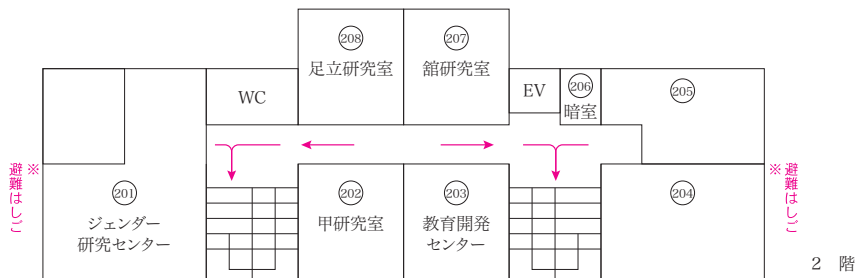 208
足立研究室
207
舘研究室
WC
EV
206
暗室
205
※避難はしご
201
ジェンダー
研究センター
202
甲研究室
203
教育開発
センター
204
※避難はしご
2 階